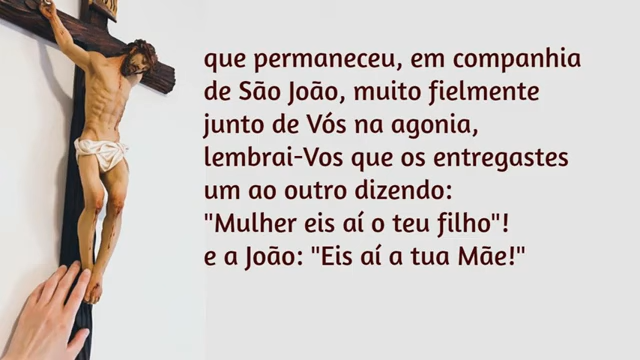 que permaneceu, em companhia
de São João, muito fielmente
junto de Vós na agonia,
lembrai-Vos que os entregastes
um ao outro dizendo:
"Mulher eis aí o teu filho"!
e a João: "Eis aí a tua Mãe!"